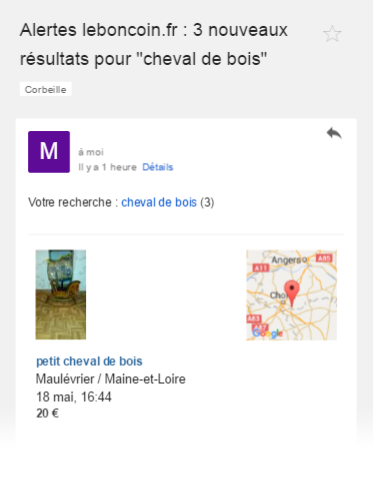 Alertes leboncoin.fr : 3 nouveaux
résultats pour "cheval de bois"
Corbeille
M
à moi
Il y a 1 heure Détails
Votre recherche : cheval de bois (3)
Angers
A85
A11
Cho
A83
A87
Google
petit cheval de bois
Maulévrier / Maine-et-Loire
18 mai, 16:44
20 €